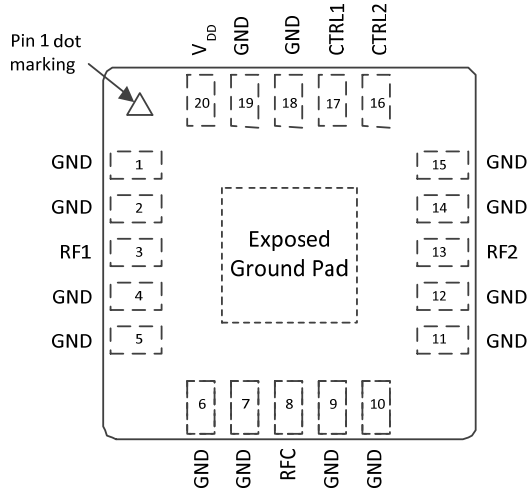 V DD GND GND CTRL1 CTRL2
Pin 1 dot
marking
20 19 18 17 16
GND 1 15 GND
GND 2 14 GND
RF1 3 13 RF2
Exposed
Ground Pad
GND 4 12 GND
GND 5 11 GND
6 7 8 9 10
GND GND RFC GND GND